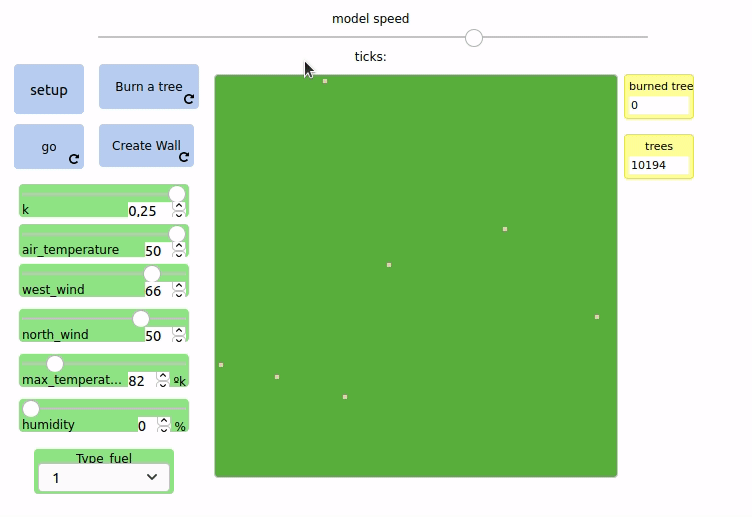 model speed
ticks:
setup
Burn a tree
go
Create Wall
k 0,25
air_temperature 50
west_wind 66
north_wind 50
max_temperat... 82 ºk
humidity 0 %
Type_fuel
1
burned tree
0
trees
10194